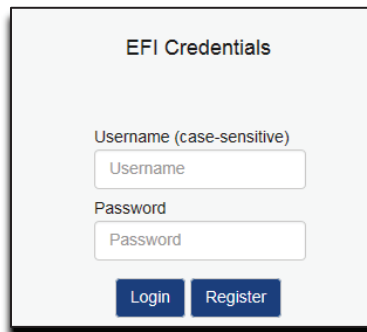 EFI Credentials
Username (case-sensitive)
Username
Password
Password
Login Register